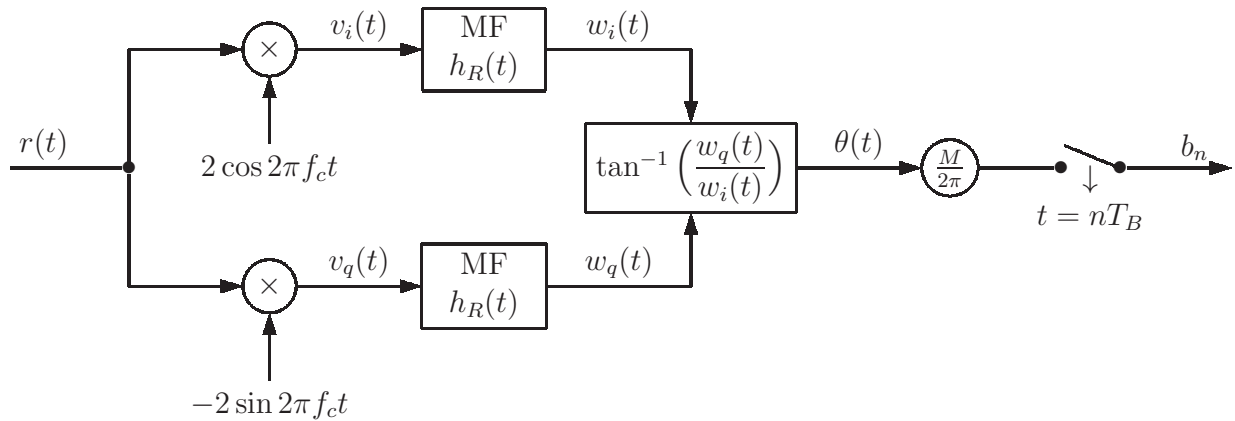 v_i(t)
MF
h_R(t)
w_i(t)
×
r(t)
2 cos 2πf_c t
tan⁻¹ (w_q(t)/w_i(t))
θ(t)
M/2π
b_n
t = nT_B
v_q(t)
MF
h_R(t)
w_q(t)
×
−2 sin 2πf_c t